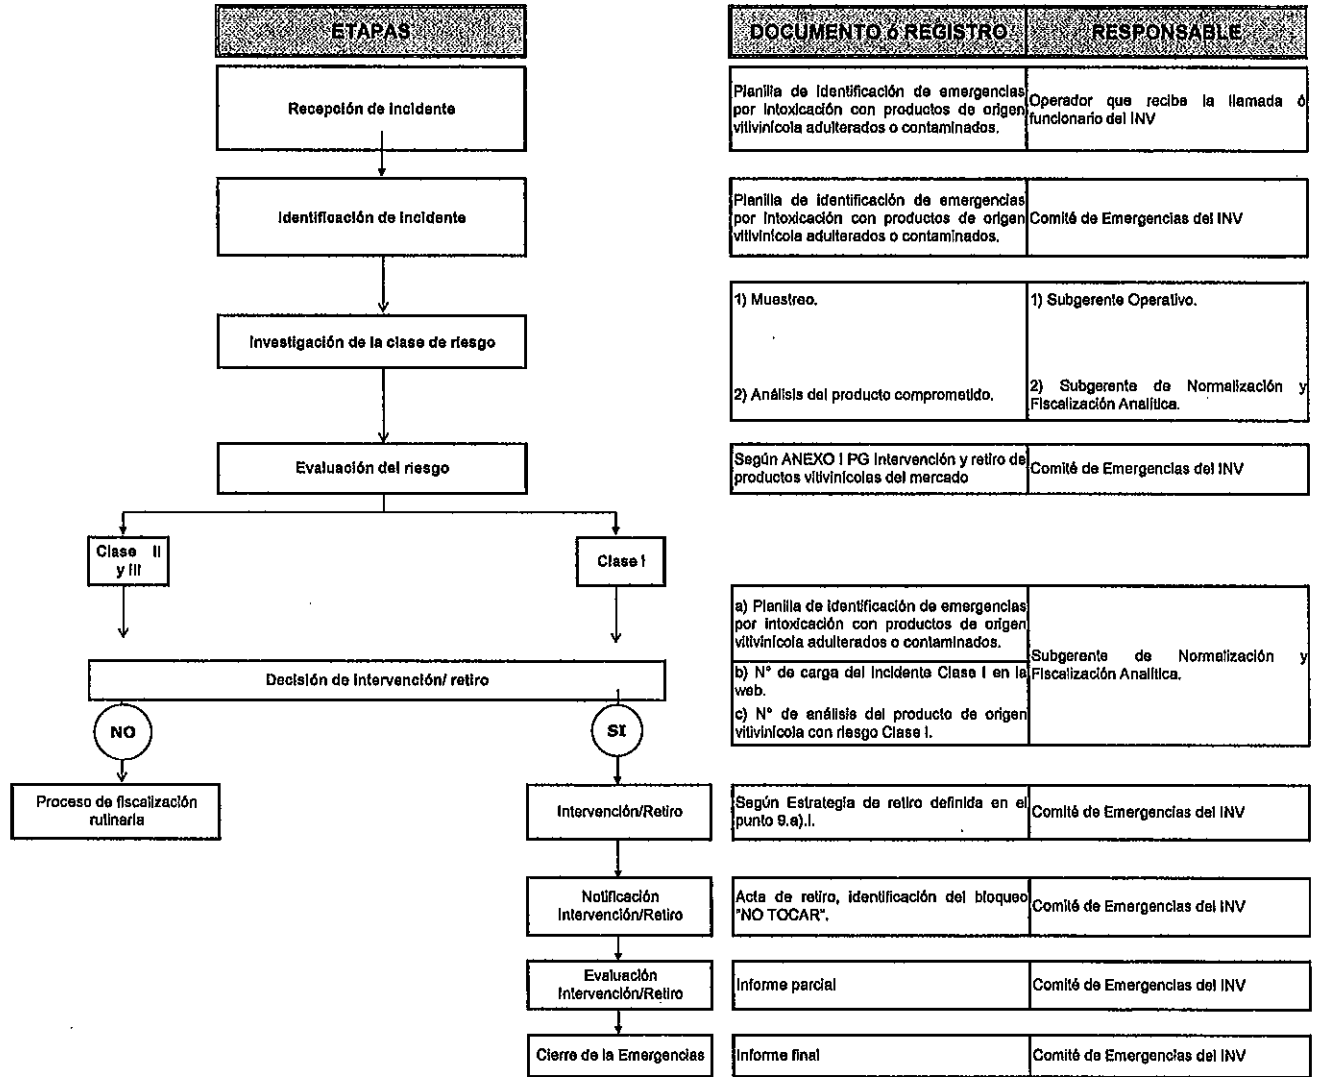 ETAPAS
DOCUMENTO ó REGISTRO
RESPONSABLE
Recepción de incidente
Planilla de identificación de emergencias
por intoxicación con productos de origen
vitivinícola adulterados o contaminados.
Operador que recibe la llamada ó
funcionario del INV
Identificación de incidente
Planilla de identificación de emergencias
por intoxicación con productos de origen
vitivinícola adulterados o contaminados.
Comité de Emergencias del INV
Investigación de la clase de riesgo
1) Muestreo.
2) Análisis del producto comprometido.
1) Subgerente Operativo.
2) Subgerente de Normalización y
Fiscalización Analítica.
Evaluación del riesgo
Según ANEXO I PG Intervención y retiro de
productos vitivinícolas del mercado
Comité de Emergencias del INV
Clase II
y III
Clase I
Decisión de intervención/ retiro
a) Planilla de identificación de emergencias
por intoxicación con productos de origen
vitivinícola adulterados o contaminados.
b) N° de carga del incidente Clase I en la
web.
c) N° de análisis del producto de origen
vitivinícola con riesgo Clase I.
Subgerente de Normalización y
Fiscalización Analítica.
NO
SI
Proceso de fiscalización
rutinaria
Intervención/Retiro
Según Estrategia de retiro definida en el
punto 9.a).I.
Comité de Emergencias del INV
Notificación
Intervención/Retiro
Acta de retiro, identificación del bloqueo
"NO TOCAR".
Comité de Emergencias del INV
Evaluación
Intervención/Retiro
Informe parcial
Comité de Emergencias del INV
Cierre de la Emergencias
Informe final
Comité de Emergencias del INV